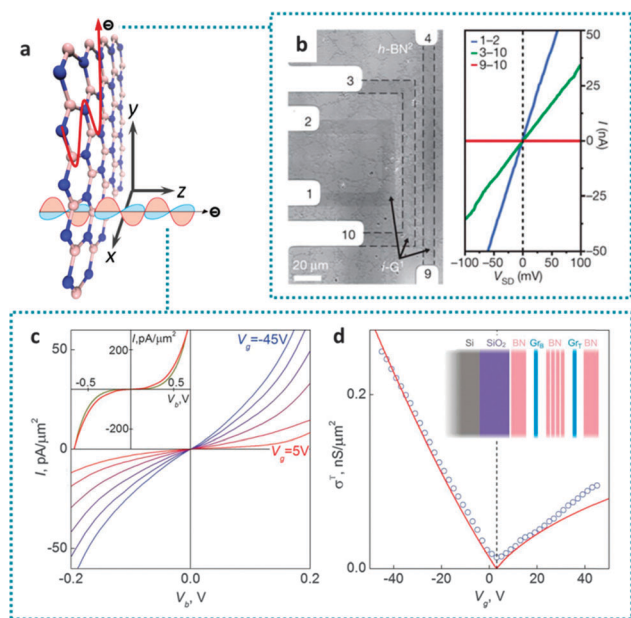 a
Θ
y
z
x
Θ
b
h-BN²
4
3
2
1
10
i-G¹
20 µm
9
1–2
3–10
9–10
50
25
0
-25
-50
I (nA)
-100
-50
0
50
100
V_SD (mV)
c
I, pA/µm²
50
0
-50
I, pA/µm²
200
-0.5
0.5
V_b, V
-200
V_g=-45V
V_g=5V
-0.2
0.0
0.2
V_b, V
d
Si
SiO₂
BN
Gr_B
BN
Gr_T
BN
σᵀ, nS/µm²
0.2
0.0
-40
-20
0
20
40
V_g, V